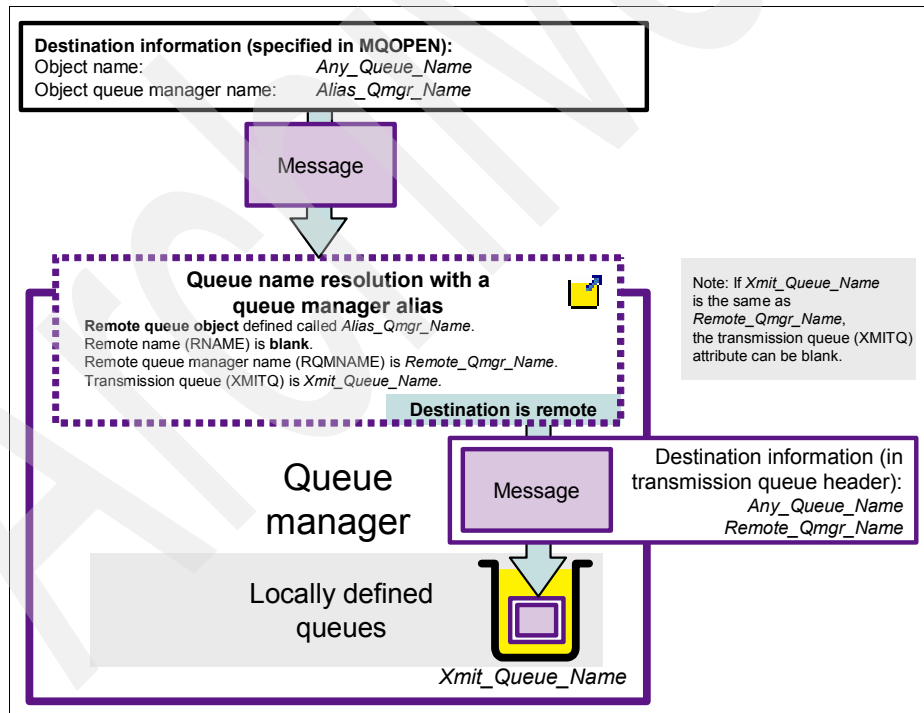 Destination information (specified in MQOPEN):
Object name: Any_Queue_Name
Object queue manager name: Alias_Qmgr_Name
Message
Queue name resolution with a
queue manager alias
Remote queue object defined called Alias_Qmgr_Name.
Remote name (RNAME) is blank.
Remote queue manager name (RQMNAME) is Remote_Qmgr_Name.
Transmission queue (XMITQ) is Xmit_Queue_Name.
Destination is remote
Note: If Xmit_Queue_Name
is the same as
Remote_Qmgr_Name,
the transmission queue (XMITQ)
attribute can be blank.
Queue
manager
Message
Destination information (in
transmission queue header):
Any_Queue_Name
Remote_Qmgr_Name
Locally defined
queues
Xmit_Queue_Name